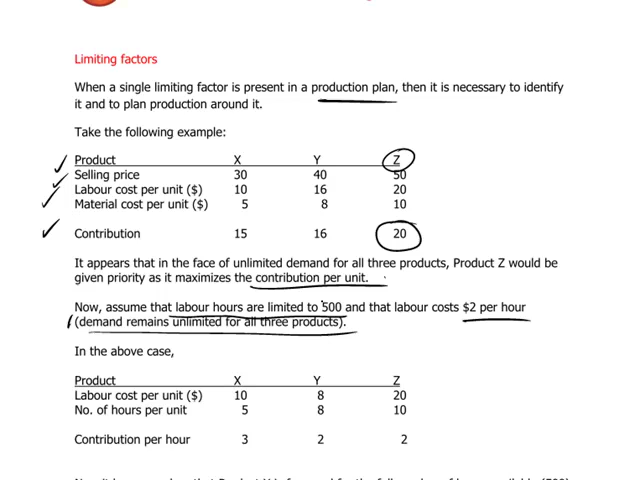 Limiting factors
When a single limiting factor is present in a production plan, then it is necessary to identify
it and to plan production around it.
Take the following example:
Product X Y Z
Selling price 30 40 50
Labour cost per unit ($) 10 16 20
Material cost per unit ($) 5 8 10
Contribution 15 16 20
It appears that in the face of unlimited demand for all three products, Product Z would be
given priority as it maximizes the contribution per unit.
Now, assume that labour hours are limited to 500 and that labour costs $2 per hour
(demand remains unlimited for all three products).
In the above case,
Product X Y Z
Labour cost per unit ($) 10 8 20
No. of hours per unit 5 8 10
Contribution per hour 3 2 2